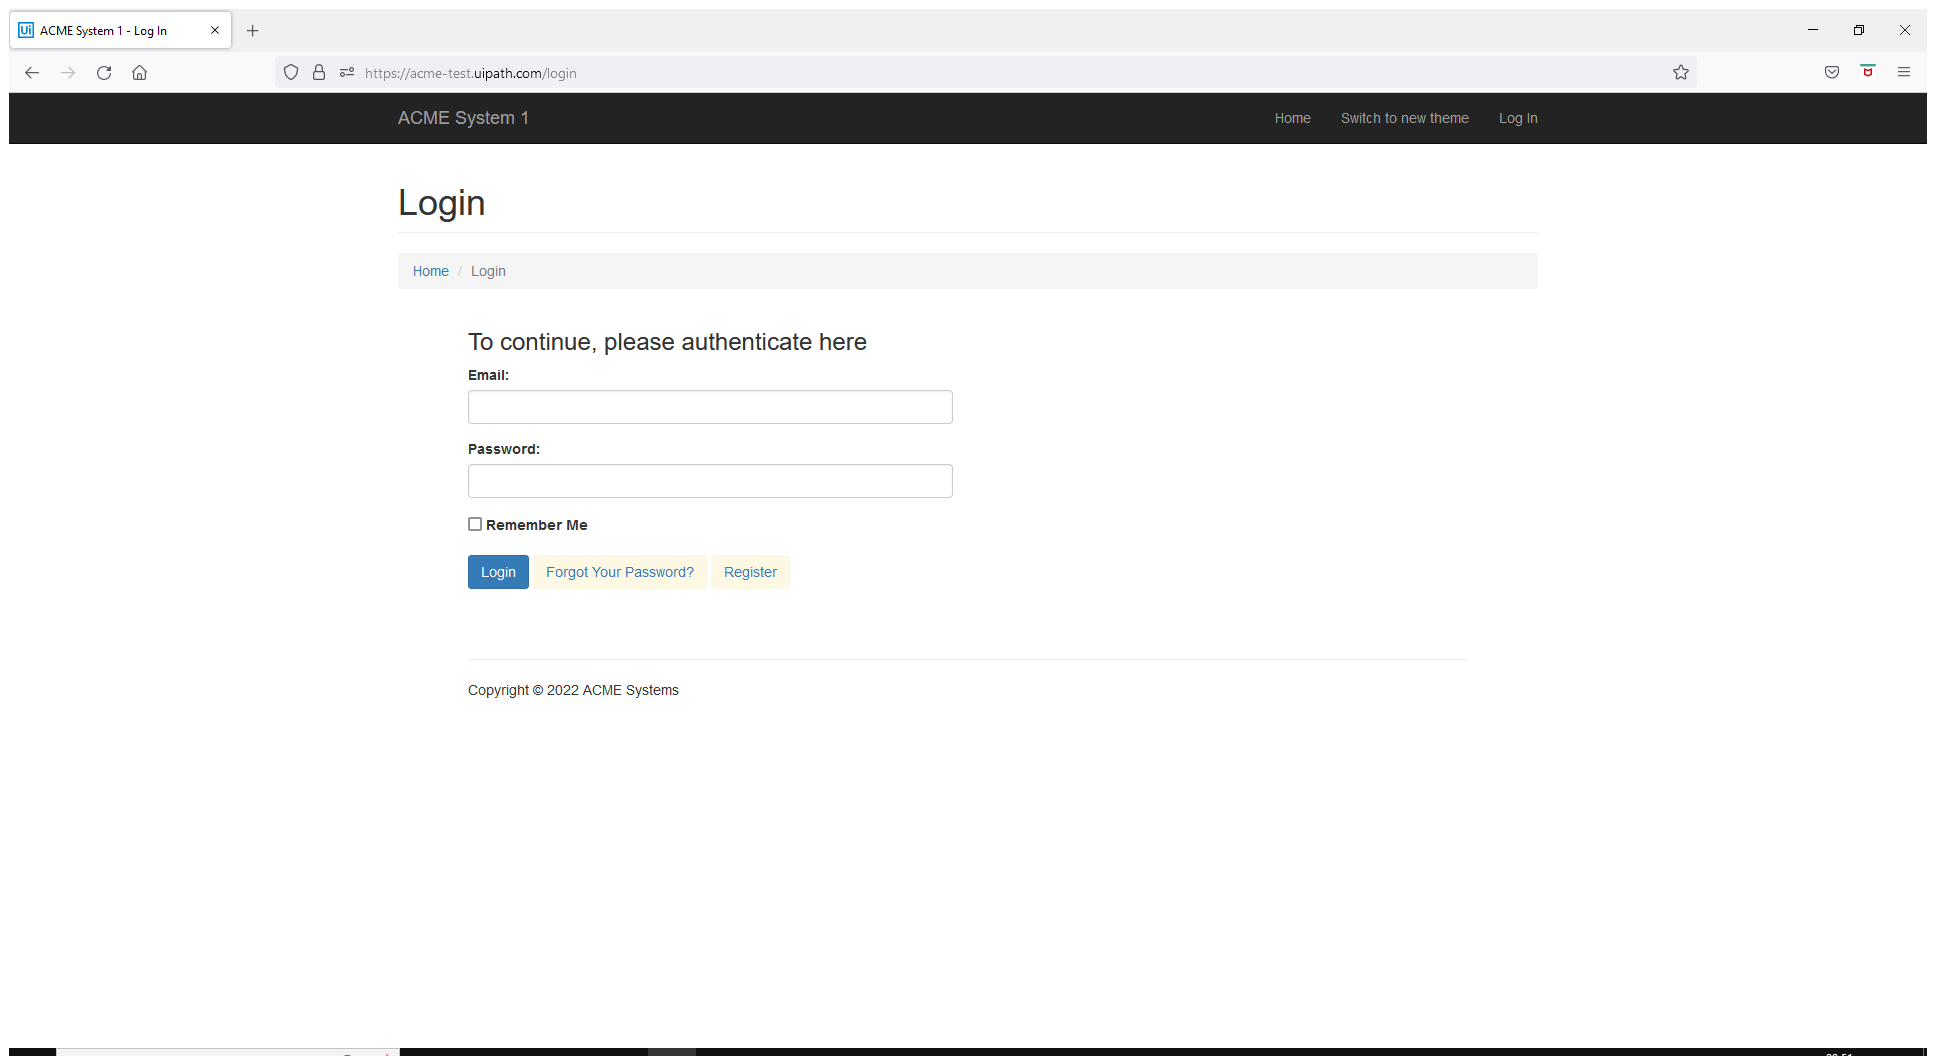 Ui ACME System 1 - Log In
https://acme-test.uipath.com/login
ACME System 1 Home Switch to new theme Log In
Login
Home / Login
To continue, please authenticate here
Email:
Password:
Remember Me
Login Forgot Your Password? Register
Copyright © 2022 ACME Systems